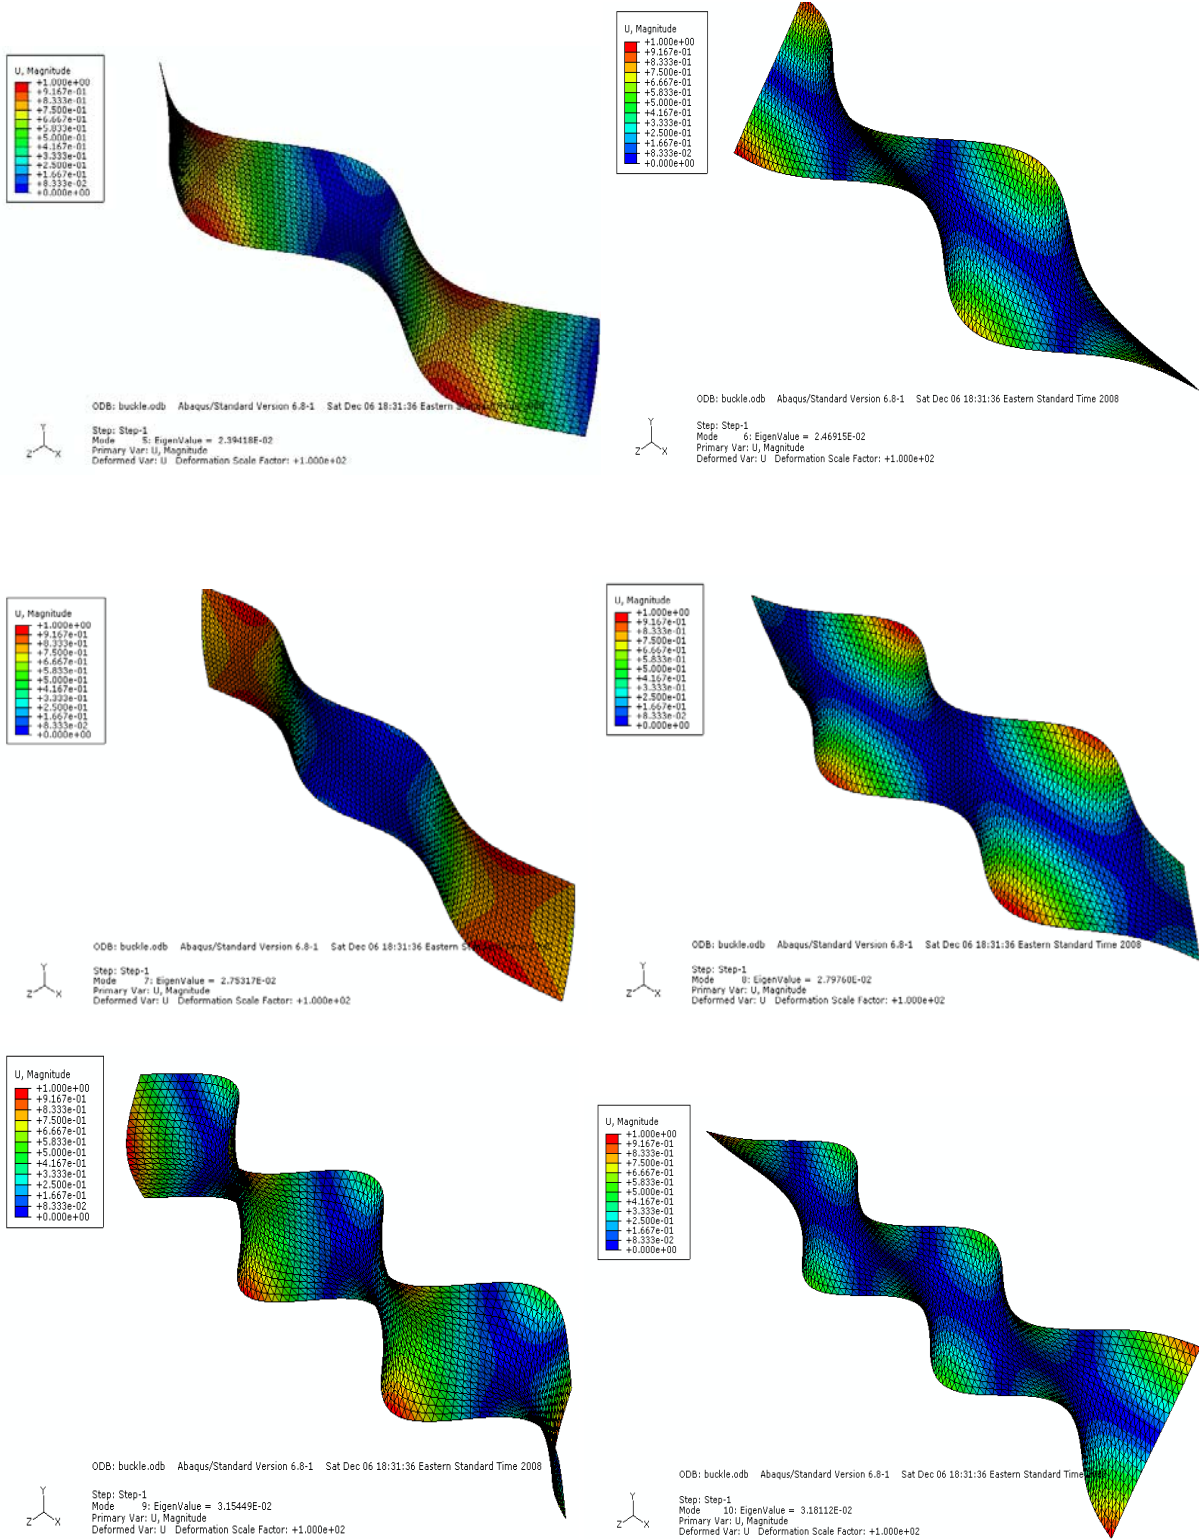 U, Magnitude
+1.000e+00
+9.167e-01
+8.333e-01
+7.500e-01
+6.667e-01
+5.833e-01
+5.000e-01
+4.167e-01
+3.333e-01
+2.500e-01
+1.667e-01
+8.333e-02
+0.000e+00
ODB: buckle.odb Abaqus/Standard Version 6.8-1 Sat Dec 06 18:31:36 Eastern
Step: Step-1
Mode 5: EigenValue = 2.39418E-02
Primary Var: U, Magnitude
Deformed Var: U Deformation Scale Factor: +1.000e+02
Y
Z X
U, Magnitude
+1.000e+00
+9.167e-01
+8.333e-01
+7.500e-01
+6.667e-01
+5.833e-01
+5.000e-01
+4.167e-01
+3.333e-01
+2.500e-01
+1.667e-01
+8.333e-02
+0.000e+00
ODB: buckle.odb Abaqus/Standard Version 6.8-1 Sat Dec 06 18:31:36 Eastern Standard Time 2008
Step: Step-1
Mode 6: EigenValue = 2.46915E-02
Primary Var: U, Magnitude
Deformed Var: U Deformation Scale Factor: +1.000e+02
Y
Z X
U, Magnitude
+1.000e+00
+9.167e-01
+8.333e-01
+7.500e-01
+6.667e-01
+5.833e-01
+5.000e-01
+4.167e-01
+3.333e-01
+2.500e-01
+1.667e-01
+8.333e-02
+0.000e+00
ODB: buckle.odb Abaqus/Standard Version 6.8-1 Sat Dec 06 18:31:36 Eastern
Step: Step-1
Mode 7: EigenValue = 2.75317E-02
Primary Var: U, Magnitude
Deformed Var: U Deformation Scale Factor: +1.000e+02
Y
Z X
U, Magnitude
+1.000e+00
+9.167e-01
+8.333e-01
+7.500e-01
+6.667e-01
+5.833e-01
+5.000e-01
+4.167e-01
+3.333e-01
+2.500e-01
+1.667e-01
+8.333e-02
+0.000e+00
ODB: buckle.odb Abaqus/Standard Version 6.8-1 Sat Dec 06 18:31:36 Eastern Standard Time 2008
Step: Step-1
Mode 8: EigenValue = 2.79760E-02
Primary Var: U, Magnitude
Deformed Var: U Deformation Scale Factor: +1.000e+02
Y
Z X
U, Magnitude
+1.000e+00
+9.167e-01
+8.333e-01
+7.500e-01
+6.667e-01
+5.833e-01
+5.000e-01
+4.167e-01
+3.333e-01
+2.500e-01
+1.667e-01
+8.333e-02
+0.000e+00
ODB: buckle.odb Abaqus/Standard Version 6.8-1 Sat Dec 06 18:31:36 Eastern Standard Time 2008
Step: Step-1
Mode 9: EigenValue = 3.15449E-02
Primary Var: U, Magnitude
Deformed Var: U Deformation Scale Factor: +1.000e+02
Y
Z X
U, Magnitude
+1.000e+00
+9.167e-01
+8.333e-01
+7.500e-01
+6.667e-01
+5.833e-01
+5.000e-01
+4.167e-01
+3.333e-01
+2.500e-01
+1.667e-01
+8.333e-02
+0.000e+00
ODB: buckle.odb Abaqus/Standard Version 6.8-1 Sat Dec 06 18:31:36 Eastern Standard Time
Step: Step-1
Mode 10: EigenValue = 3.18112E-02
Primary Var: U, Magnitude
Deformed Var: U Deformation Scale Factor: +1.000e+02
Y
Z X